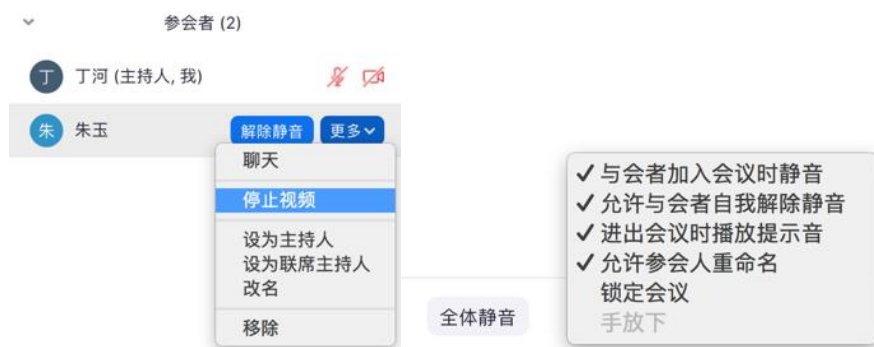 参会者 (2)
丁 丁河 (主持人, 我)
朱 朱玉 解除静音 更多
聊天
停止视频
设为主持人
设为联席主持人
改名
移除
全体静音
✓ 与会者加入会议时静音
✓ 允许与会者自我解除静音
✓ 进出会议时播放提示音
✓ 允许参会人重命名
锁定会议
手放下